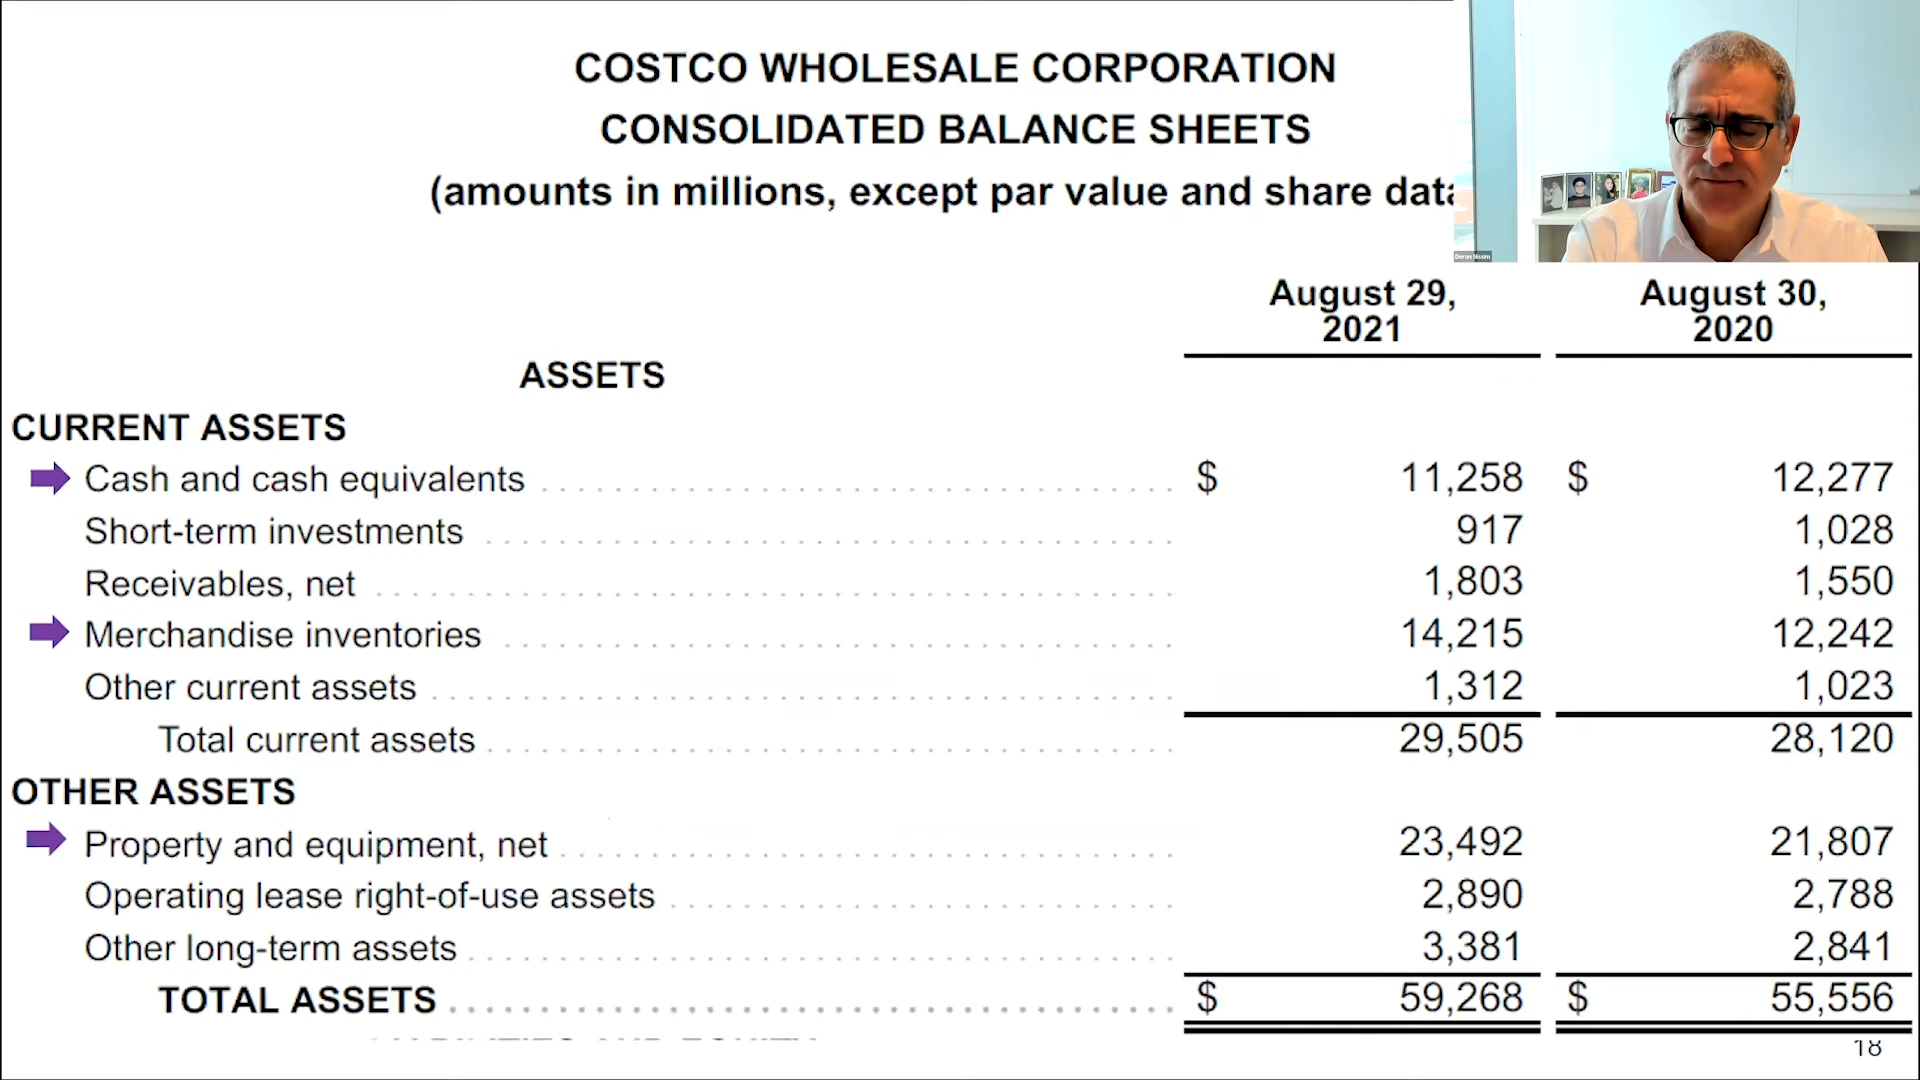 COSTCO WHOLESALE CORPORATION
CONSOLIDATED BALANCE SHEETS
(amounts in millions, except par value and share data
Doron Nissim
August 29, 2021
August 30, 2020
ASSETS
CURRENT ASSETS
Cash and cash equivalents $ 11,258 $ 12,277
Short-term investments 917 1,028
Receivables, net 1,803 1,550
Merchandise inventories 14,215 12,242
Other current assets 1,312 1,023
Total current assets 29,505 28,120
OTHER ASSETS
Property and equipment, net 23,492 21,807
Operating lease right-of-use assets 2,890 2,788
Other long-term assets 3,381 2,841
TOTAL ASSETS $ 59,268 $ 55,556
18